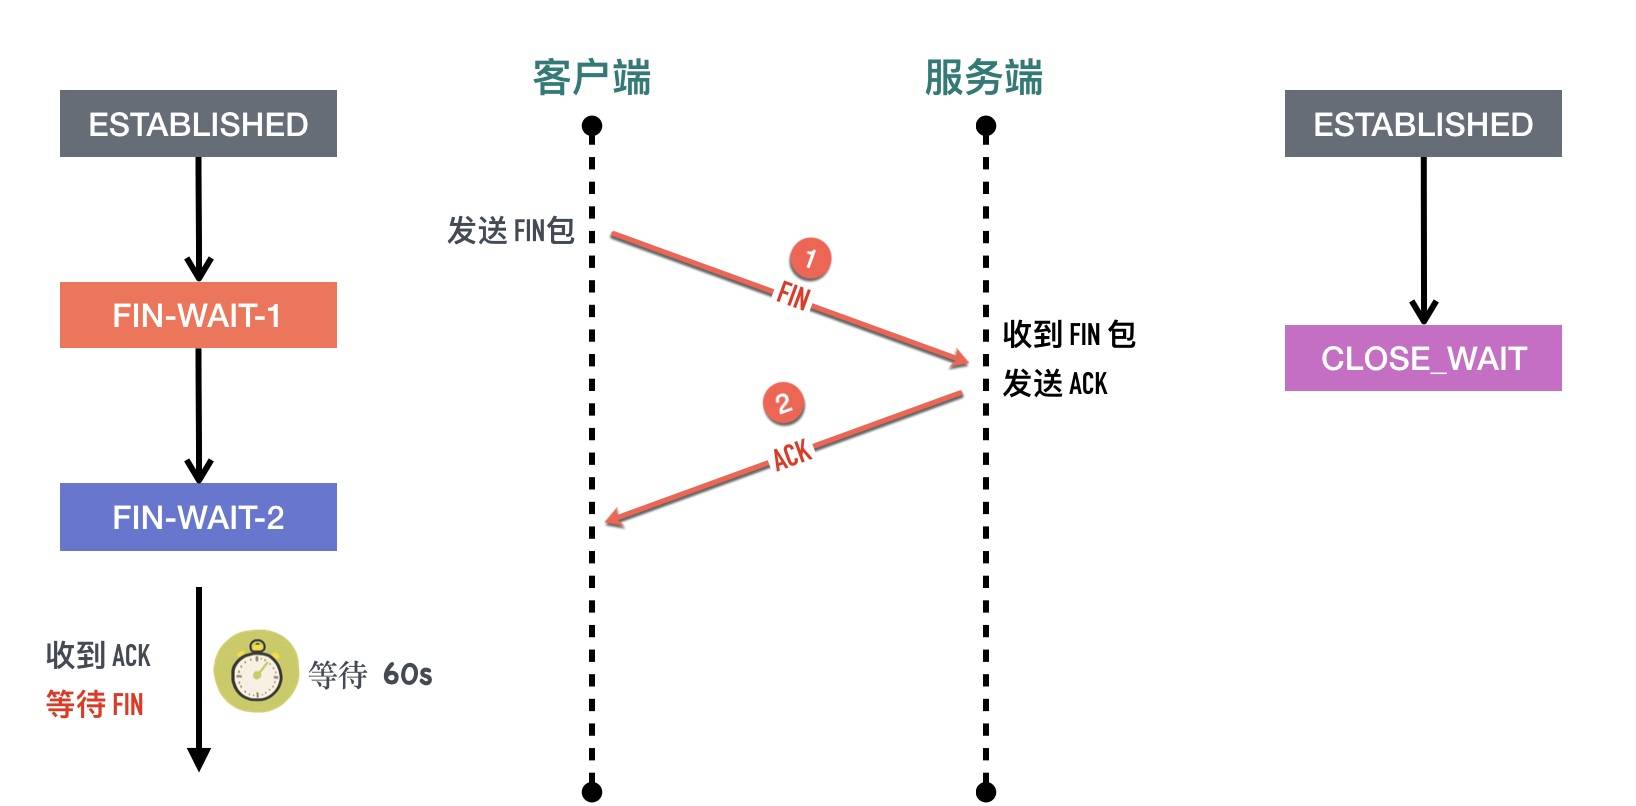 客户端
服务端
ESTABLISHED
ESTABLISHED
发送 FIN包
1
FIN
FIN-WAIT-1
收到 FIN 包
发送 ACK
CLOSE_WAIT
2
ACK
FIN-WAIT-2
收到 ACK
等待 FIN
等待 60s